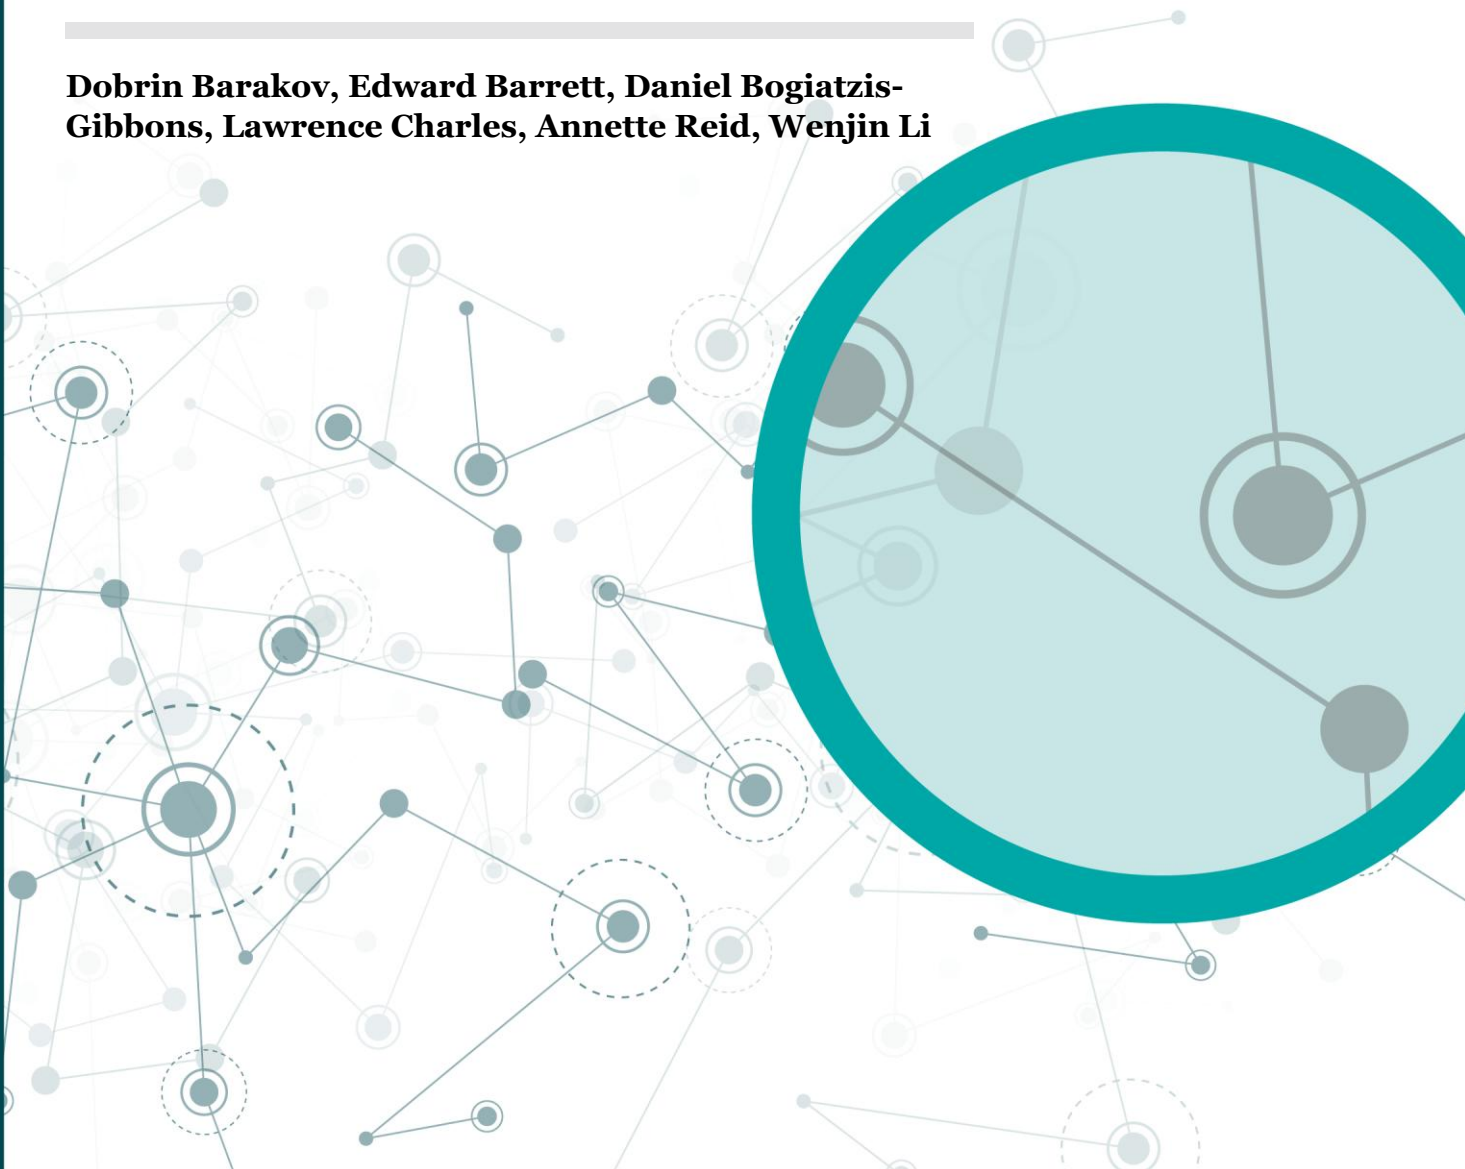 Dobrin Barakov, Edward Barrett, Daniel Bogiatzis-
Gibbons, Lawrence Charles, Annette Reid, Wenjin Li